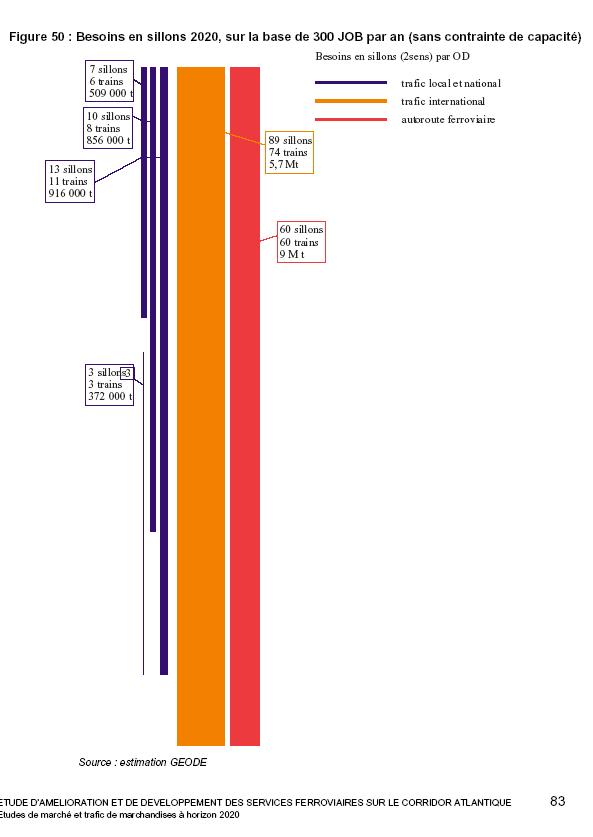 Figure 50 : Besoins en sillons 2020, sur la base de 300 JOB par an (sans contrainte de capacité)
Besoins en sillons (2sens) par OD
trafic local et national
trafic international
autoroute ferroviaire
7 sillons
6 trains
509 000 t
10 sillons
8 trains
856 000 t
13 sillons
11 trains
916 000 t
89 sillons
74 trains
5,7 Mt
60 sillons
60 trains
9 M t
3 sillons
3
3 trains
372 000 t
Source : estimation GEODE
ETUDE D'AMELIORATION ET DE DEVELOPPEMENT DES SERVICES FERROVIAIRES SUR LE CORRIDOR ATLANTIQUE
83
Etudes de marché et trafic de marchandises à horizon 2020